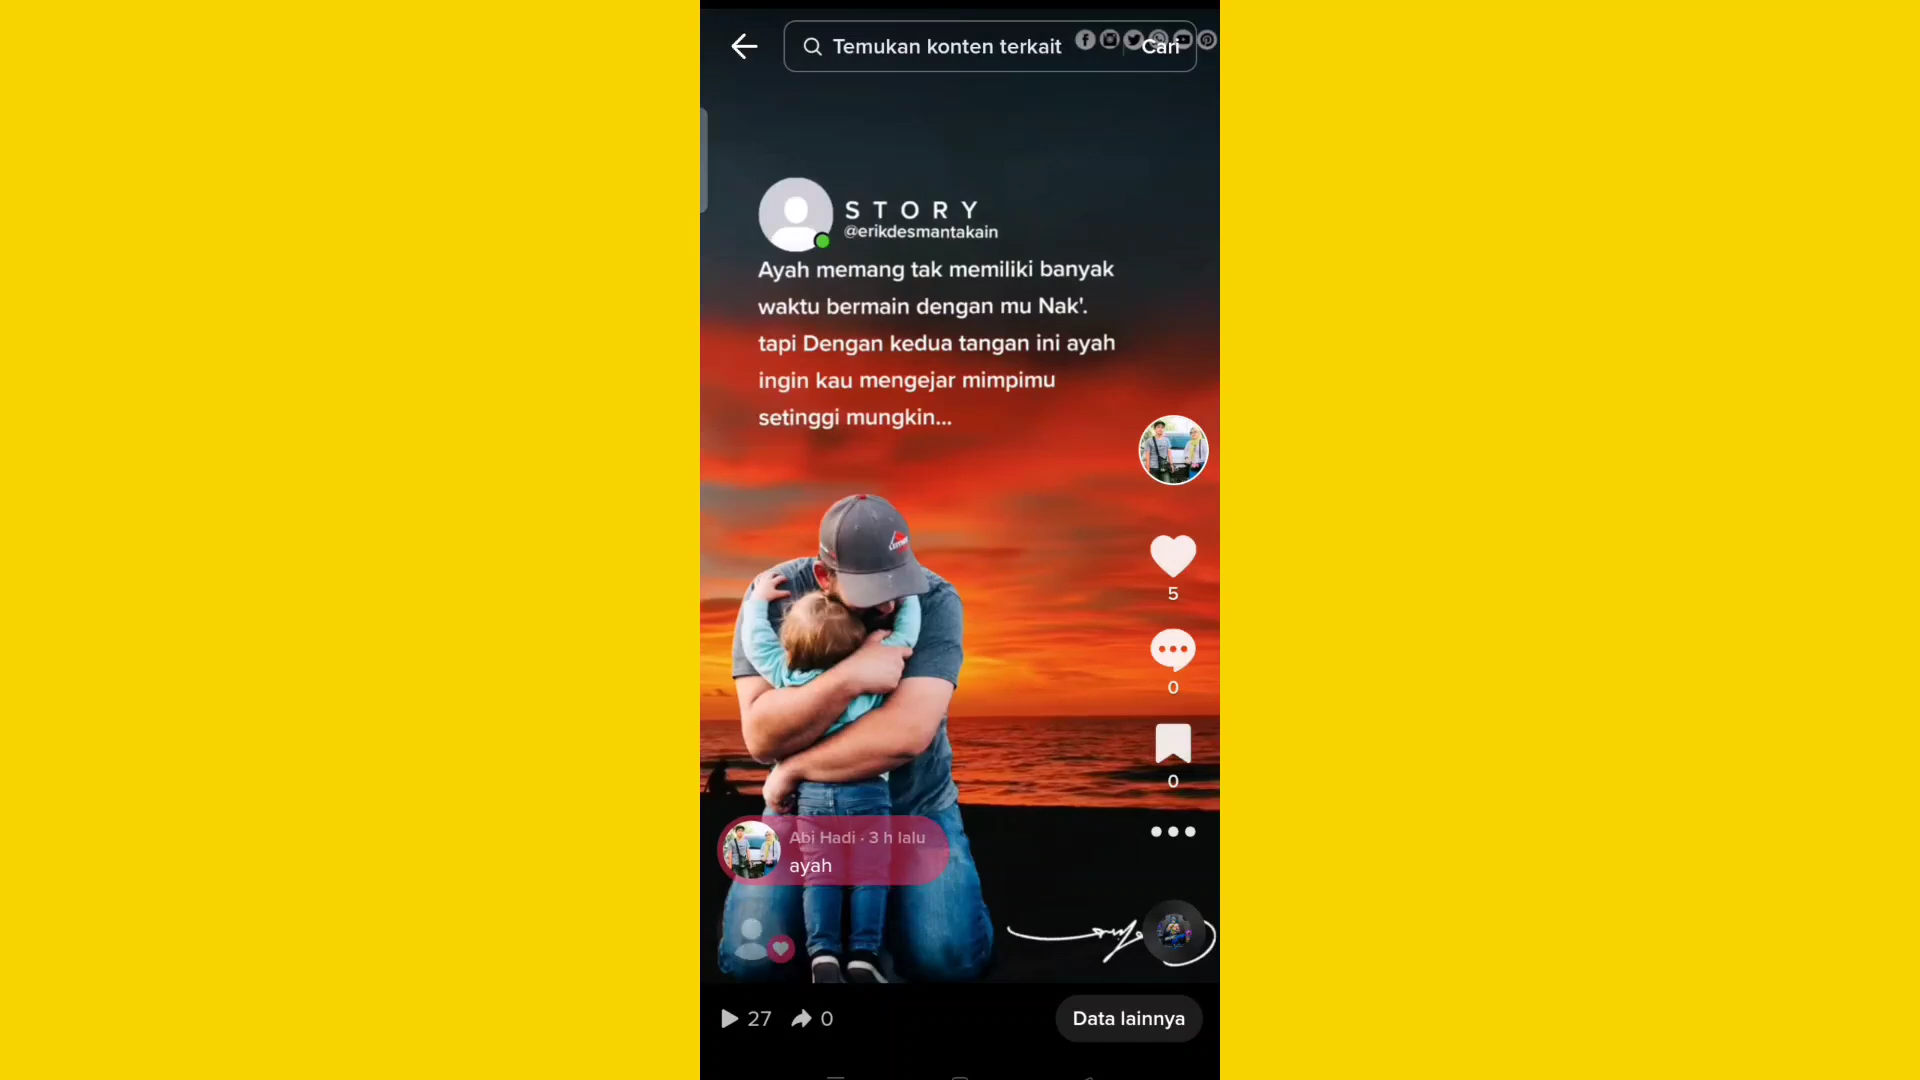 Temukan konten terkait
Cari
STORY
@erikdesmantakain
Ayah memang tak memiliki banyak
waktu bermain dengan mu Nak'.
tapi Dengan kedua tangan ini ayah
ingin kau mengejar mimpimu
setinggi mungkin...
5
0
0
Abi Hadi · 3 h lalu
ayah
27
0
Data lainnya